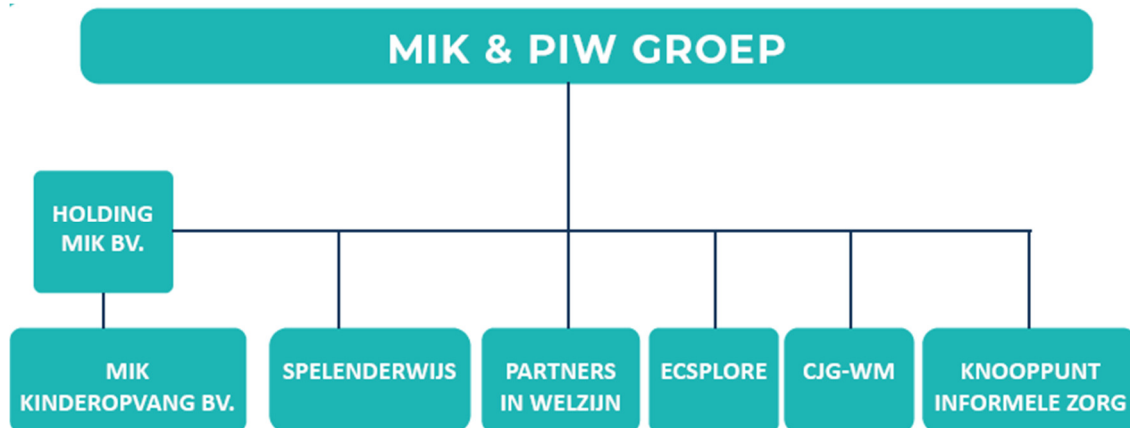 MIK & PIW GROEP
HOLDING
MIK BV.
MIK
KINDEROPVANG BV.
SPELENDERWIJS
PARTNERS
IN WELZIJN
ECSPLORE
CJG-WM
KNOOPPUNT
INFORMELE ZORG